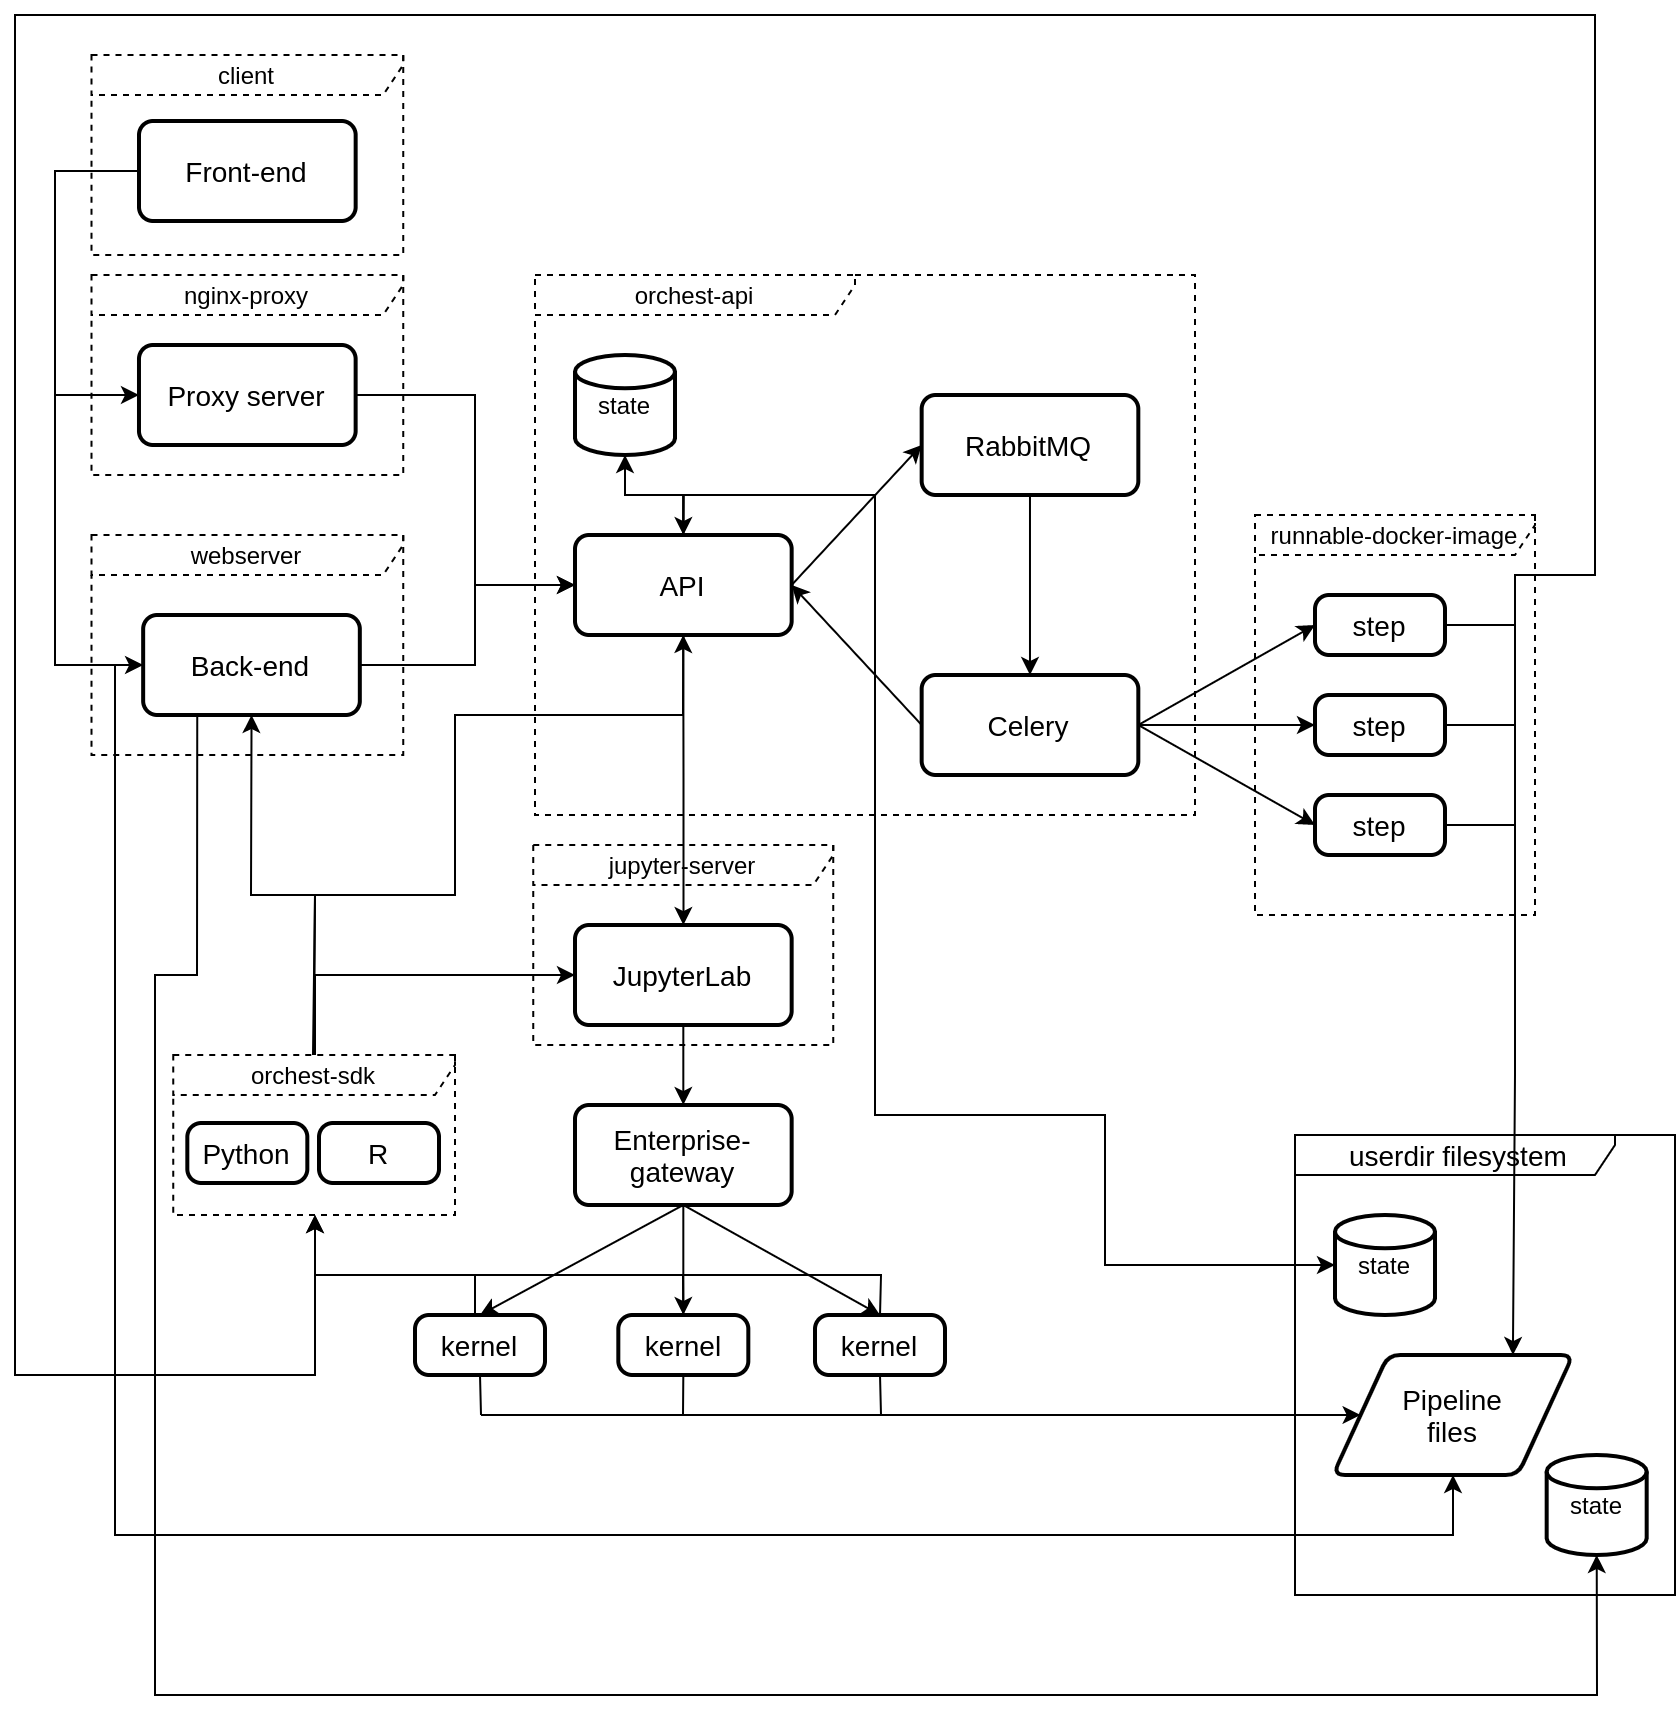 client
Front-end
nginx-proxy
Proxy server
orchest-api
state
RabbitMQ
webserver
Back-end
API
Celery
runnable-docker-image
step
step
step
jupyter-server
JupyterLab
orchest-sdk
Python
R
Enterprise-
gateway
kernel
kernel
kernel
userdir filesystem
state
Pipeline
files
state